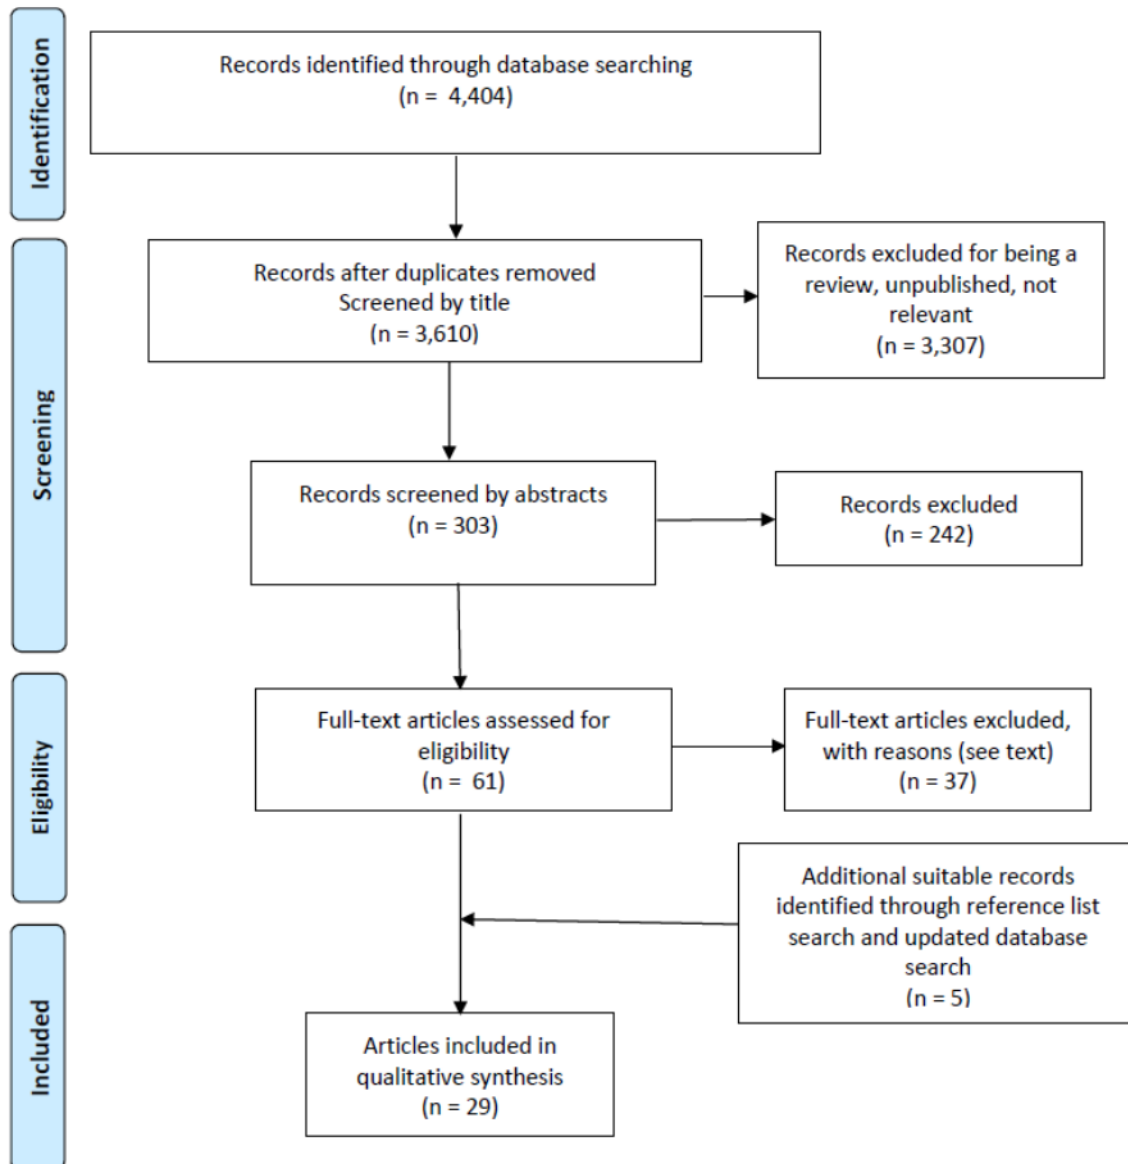 Identification
Records identified through database searching
(n = 4,404)
Screening
Records after duplicates removed
Screened by title
(n = 3,610)
Records excluded for being a
review, unpublished, not
relevant
(n = 3,307)
Records screened by abstracts
(n = 303)
Records excluded
(n = 242)
Eligibility
Full-text articles assessed for
eligibility
(n = 61)
Full-text articles excluded,
with reasons (see text)
(n = 37)
Additional suitable records
identified through reference list
search and updated database
search
(n = 5)
Included
Articles included in
qualitative synthesis
(n = 29)